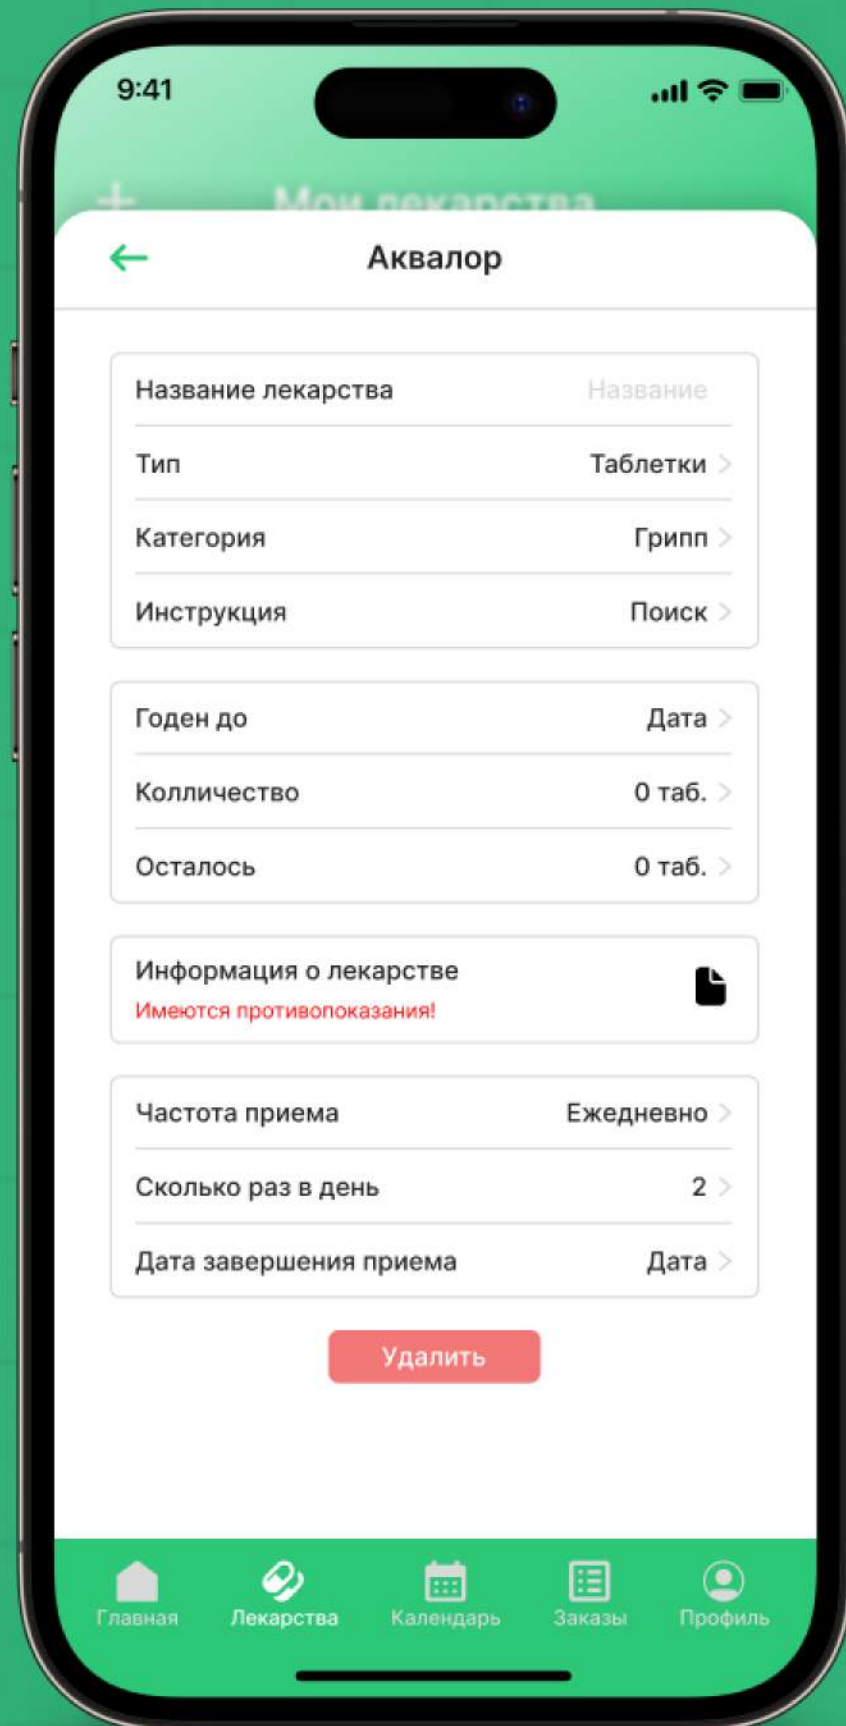 9:41
Мои лекарства
Аквалор
Название лекарства Название
Тип Таблетки
Категория Грипп
Инструкция Поиск
Годен до Дата
Колличество 0 таб.
Осталось 0 таб.
Информация о лекарстве
Имеются противопоказания!
Частота приема Ежедневно
Сколько раз в день 2
Дата завершения приема Дата
Удалить
Главная Лекарства Календарь Заказы Профиль